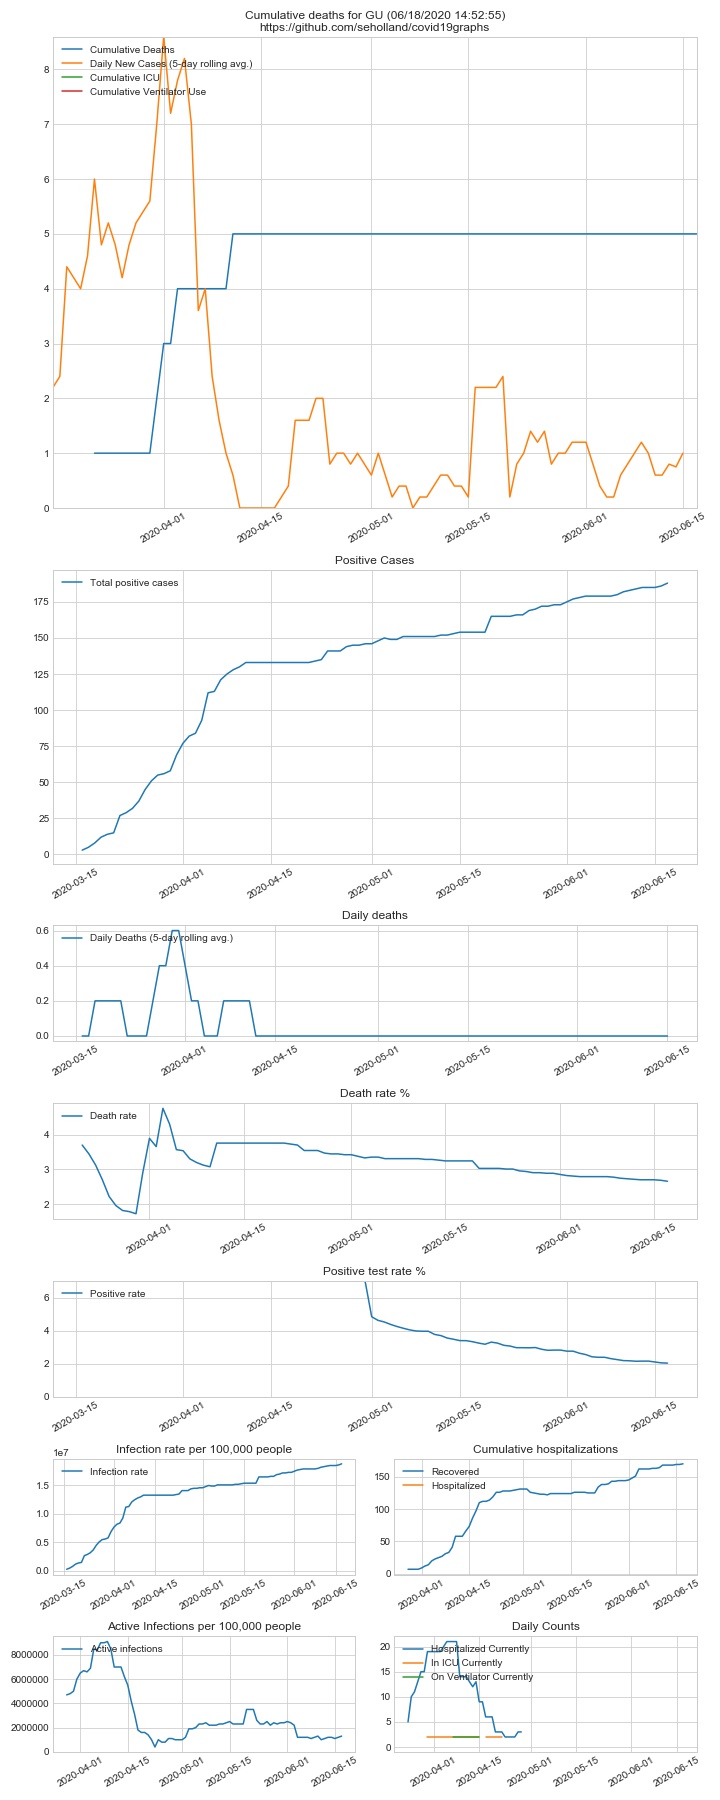 Cumulative deaths for GU (06/18/2020 14:52:55)
https://github.com/seholland/covid19graphs
Cumulative Deaths
Daily New Cases (5-day rolling avg.)
Cumulative ICU
Cumulative Ventilator Use
8
7
6
5
4
3
2
1
0
2020-04-01 2020-04-15 2020-05-01 2020-05-15 2020-06-01 2020-06-15
Positive Cases
Total positive cases
175
150
125
100
75
50
25
0
2020-03-15 2020-04-01 2020-04-15 2020-05-01 2020-05-15 2020-06-01 2020-06-15
Daily deaths
Daily Deaths (5-day rolling avg.)
0.6
0.4
0.2
0.0
2020-03-15 2020-04-01 2020-04-15 2020-05-01 2020-05-15 2020-06-01 2020-06-15
Death rate %
Death rate
4
3
2
2020-04-01 2020-04-15 2020-05-01 2020-05-15 2020-06-01 2020-06-15
Positive test rate %
Positive rate
6
4
2
0
2020-03-15 2020-04-01 2020-04-15 2020-05-01 2020-05-15 2020-06-01 2020-06-15
Infection rate per 100,000 people
1e7
Infection rate
1.5
1.0
0.5
0.0
2020-03-15 2020-04-01 2020-04-15 2020-05-01 2020-05-15 2020-06-01 2020-06-15
Cumulative hospitalizations
Recovered
Hospitalized
150
100
50
0
2020-04-01 2020-04-15 2020-05-01 2020-05-15 2020-06-01 2020-06-15
Active Infections per 100,000 people
Active infections
8000000
6000000
4000000
2000000
0
2020-04-01 2020-04-15 2020-05-01 2020-05-15 2020-06-01 2020-06-15
Daily Counts
Hospitalized Currently
In ICU Currently
On Ventilator Currently
20
15
10
5
0
2020-04-01 2020-04-15 2020-05-01 2020-05-15 2020-06-01 2020-06-15